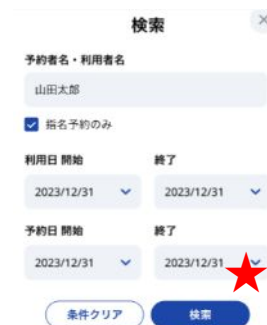 検索
予約者名・利用者名
山田太郎
指名予約のみ
利用日 開始 終了
2023/12/31 2023/12/31
予約日 開始 終了
2023/12/31 2023/12/31
条件クリア 検索